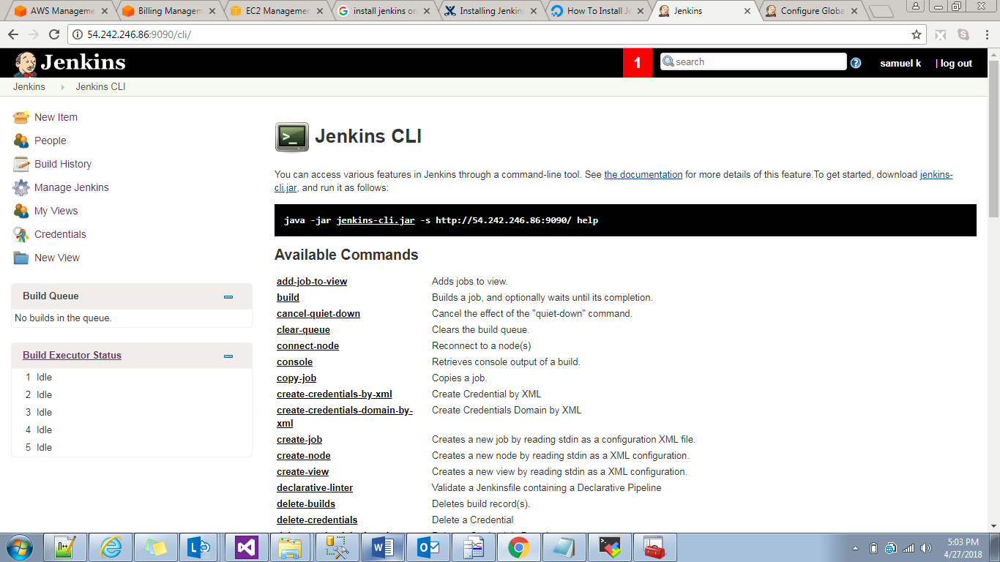 AWS Manageme
Billing Managem
EC2 Managemen
install jenkins on
Installing Jenkins
How To Install Je
Jenkins
Configure Globa
54.242.246.86:9090/cli/
Jenkins
1
search
samuel k
| log out
Jenkins
Jenkins CLI
New Item
People
Build History
Manage Jenkins
My Views
Credentials
New View
Build Queue
No builds in the queue.
Build Executor Status
1 Idle
2 Idle
3 Idle
4 Idle
5 Idle
Jenkins CLI
You can access various features in Jenkins through a command-line tool. See the documentation for more details of this feature.To get started, download jenkins-
cli.jar, and run it as follows:
java -jar jenkins-cli.jar -s http://54.242.246.86:9090/ help
Available Commands
add-job-to-view Adds jobs to view.
build Builds a job, and optionally waits until its completion.
cancel-quiet-down Cancel the effect of the "quiet-down" command.
clear-queue Clears the build queue.
connect-node Reconnect to a node(s)
console Retrieves console output of a build.
copy-job Copies a job.
create-credentials-by-xml Create Credential by XML
create-credentials-domain-by- Create Credentials Domain by XML
xml
create-job Creates a new job by reading stdin as a configuration XML file.
create-node Creates a new node by reading stdin as a XML configuration.
create-view Creates a new view by reading stdin as a XML configuration.
declarative-linter Validate a Jenkinsfile containing a Declarative Pipeline
delete-builds Deletes build record(s).
delete-credentials Delete a Credential
5:03 PM
4/27/2018